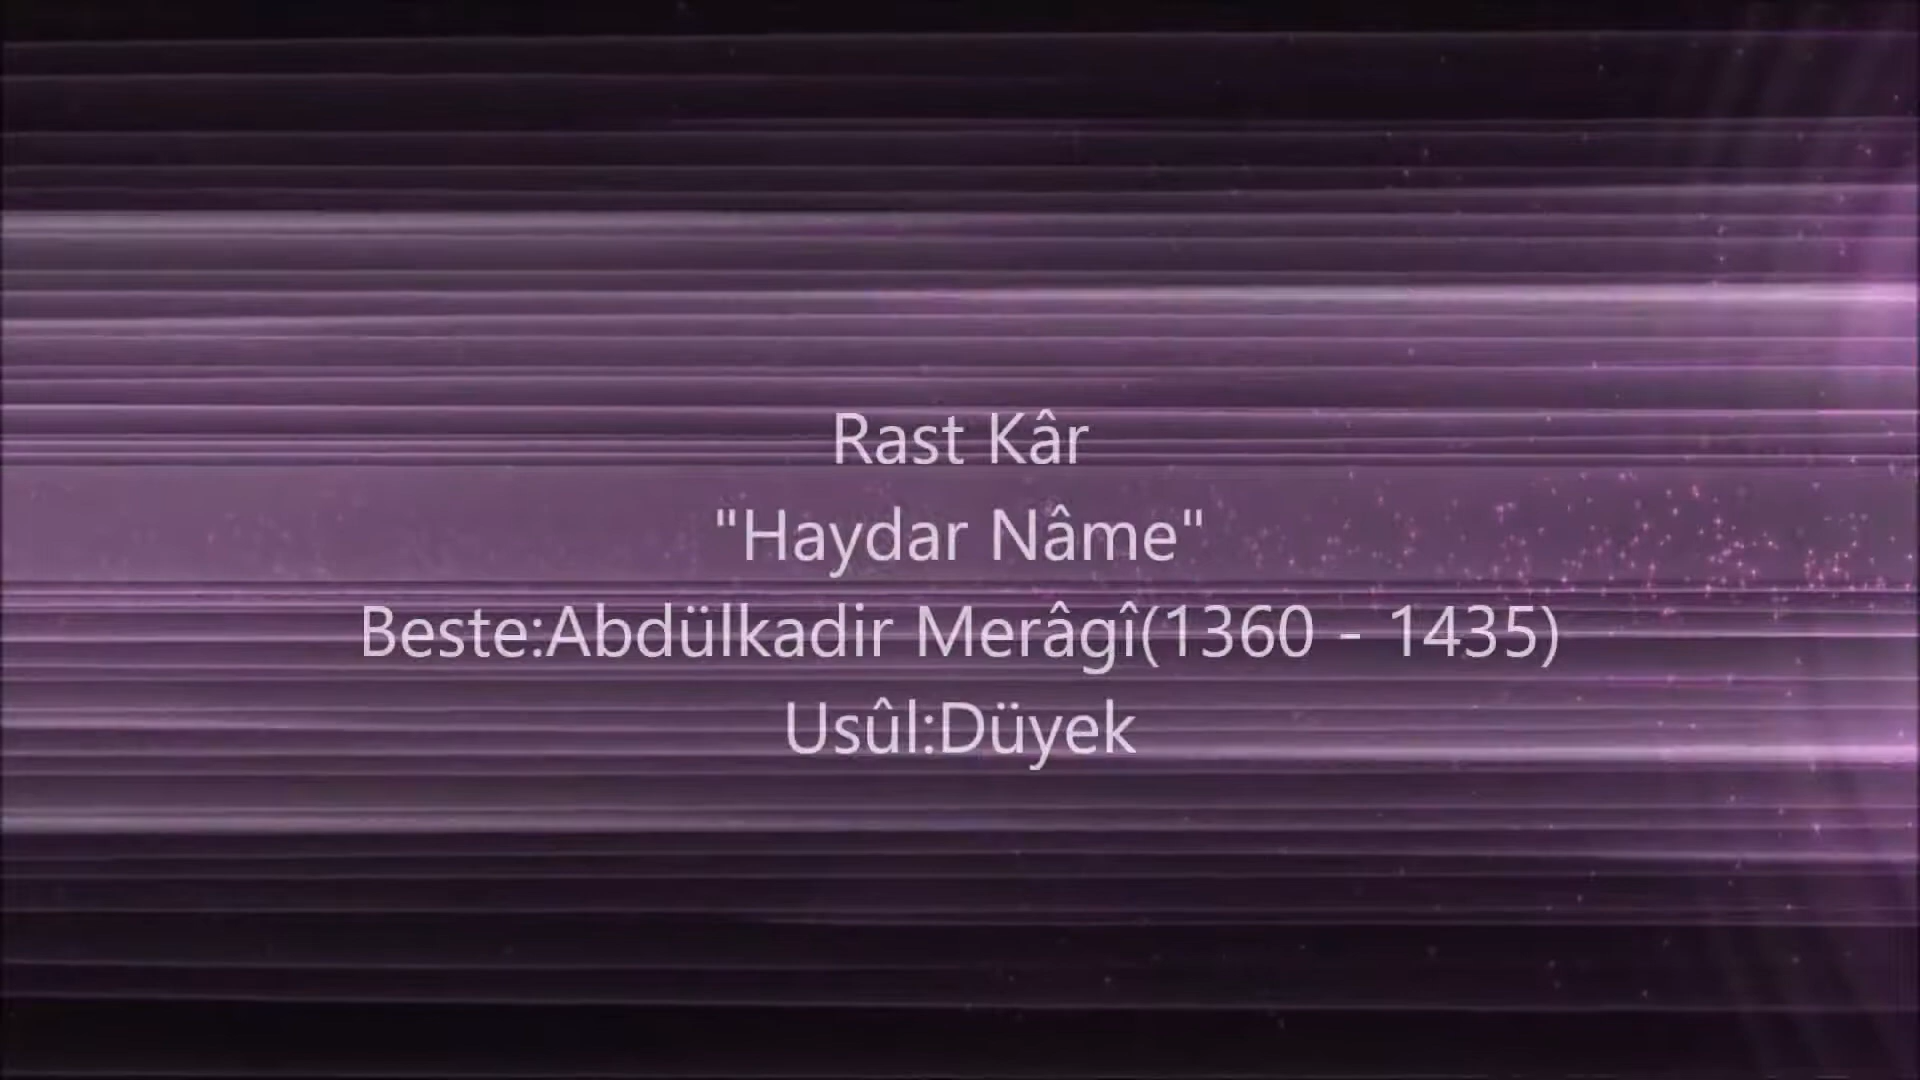 Rast Kâr
"Haydar Nâme"
Beste:Abdülkadir Merâgî(1360 - 1435)
Usûl:Düyek